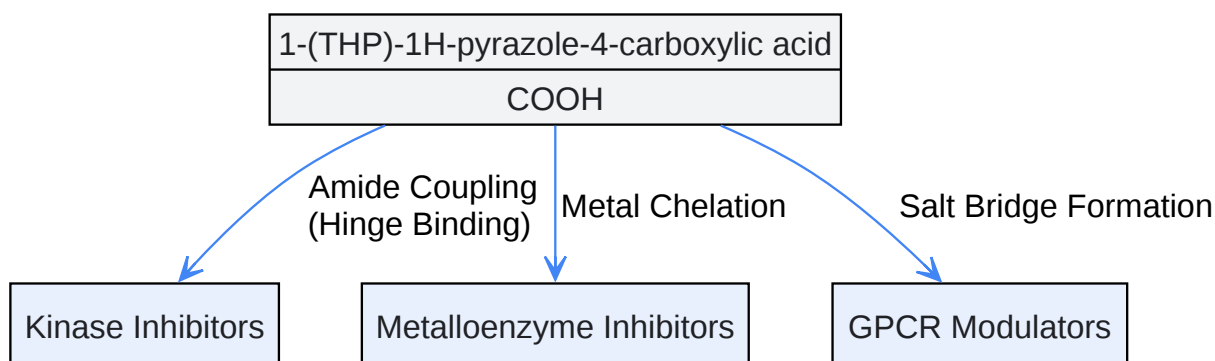 1-(THP)-1H-pyrazole-4-carboxylic acid
COOH
Amide Coupling
(Hinge Binding)
Metal Chelation
Salt Bridge Formation
Kinase Inhibitors
Metalloenzyme Inhibitors
GPCR Modulators